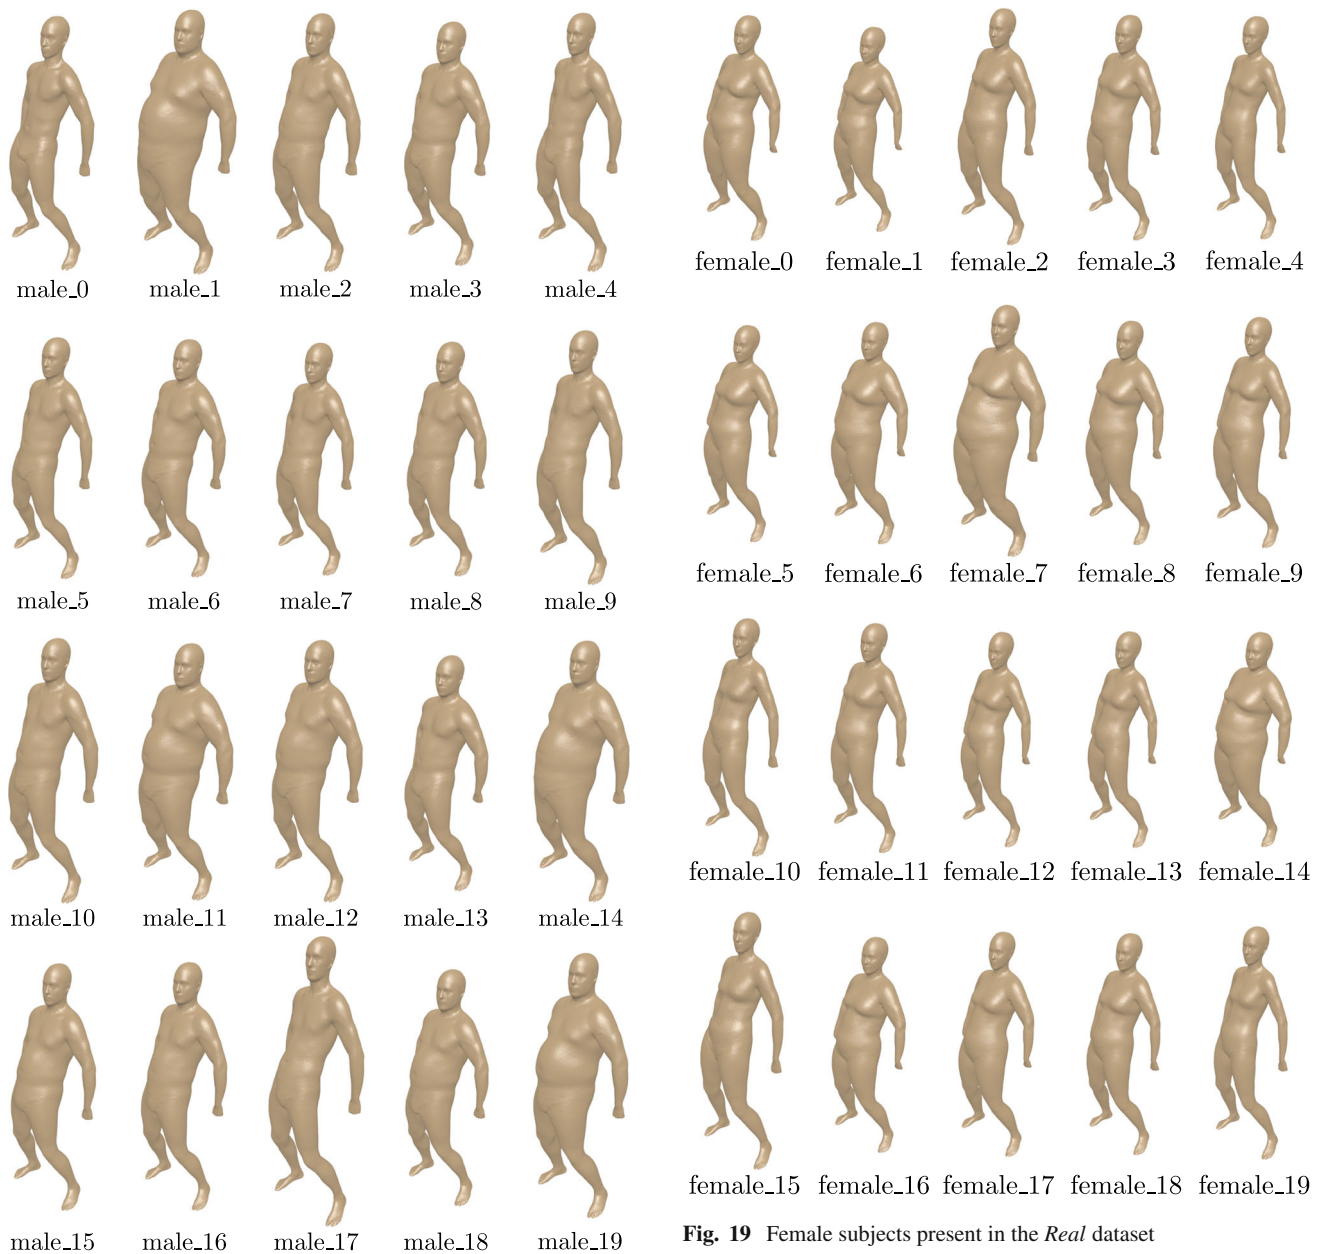 male_0 male_1 male_2 male_3 male_4
male_5 male_6 male_7 male_8 male_9
male_10 male_11 male_12 male_13 male_14
male_15 male_16 male_17 male_18 male_19
female_0 female_1 female_2 female_3 female_4
female_5 female_6 female_7 female_8 female_9
female_10 female_11 female_12 female_13 female_14
female_15 female_16 female_17 female_18 female_19
Fig. 19 Female subjects present in the Real dataset